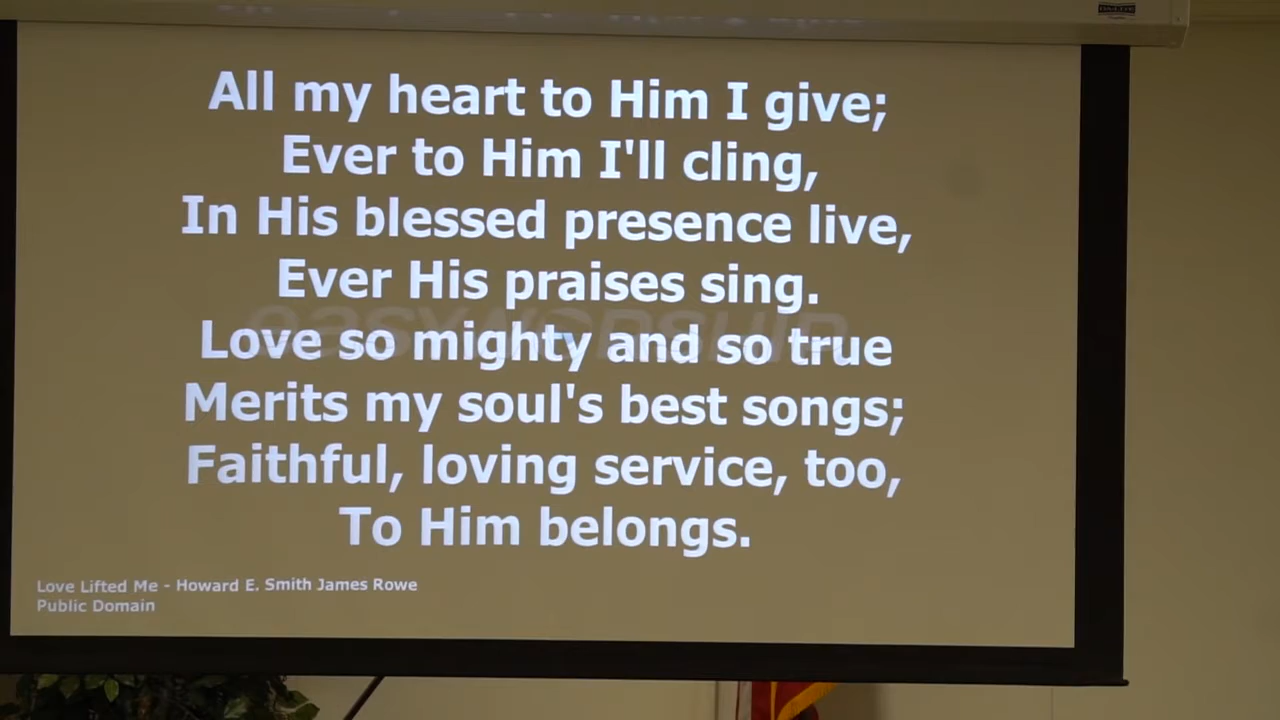 All my heart to Him I give;
Ever to Him I'll cling,
In His blessed presence live,
Ever His praises sing.
easyworship
Love so mighty and so true
Merits my soul's best songs;
Faithful, loving service, too,
To Him belongs.
Love Lifted Me - Howard E. Smith James Rowe
Public Domain